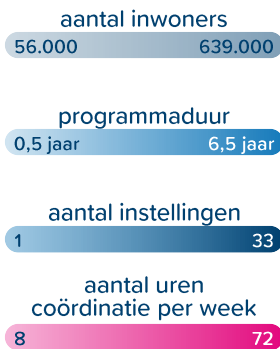 aantal inwoners
56.000 639.000
programmaduur
0,5 jaar 6,5 jaar
aantal instellingen
1 33
aantal uren
coördinatie per week
8 72